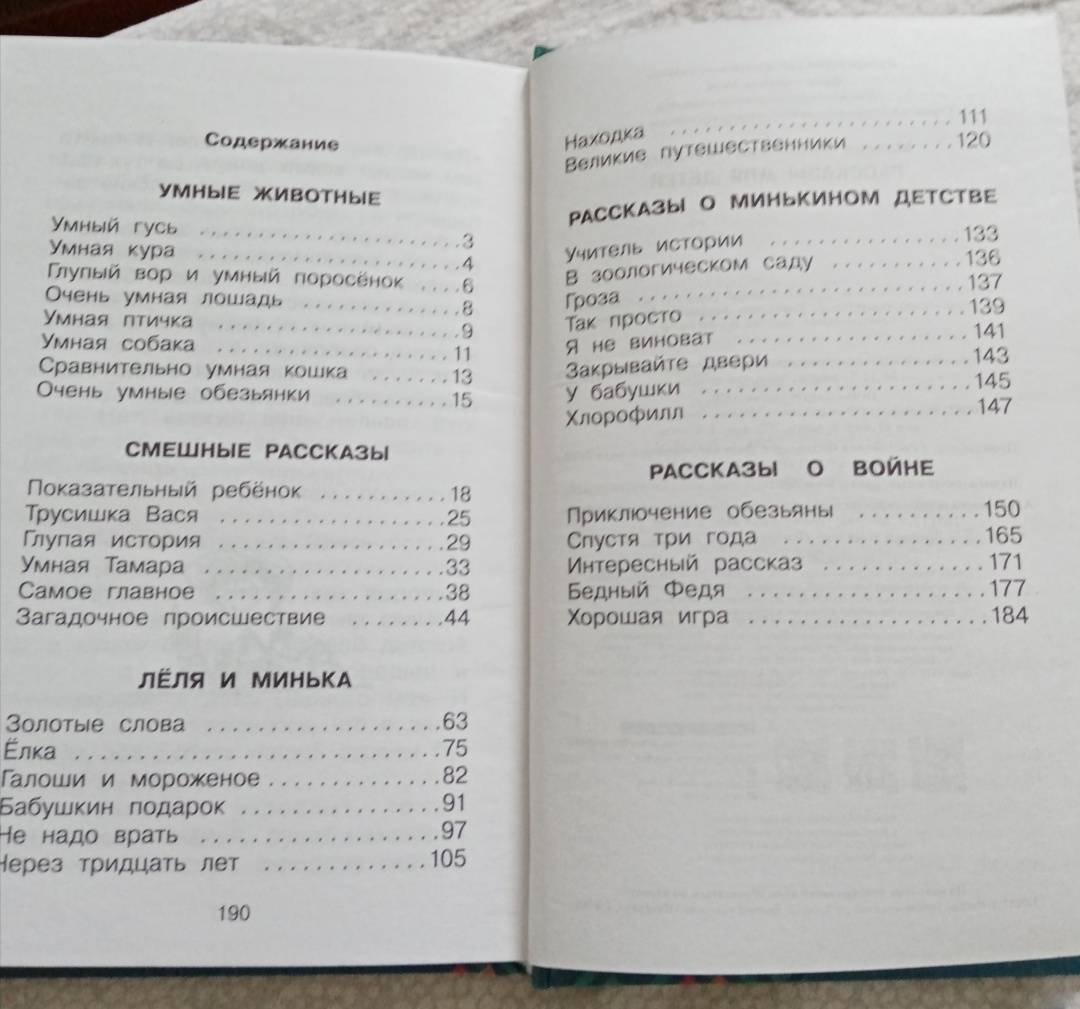 Содержание
УМНЫЕ ЖИВОТНЫЕ
Умный гусь ........................3
Умная кура ........................4
Глупый вор и умный поросёнок ....6
Очень умная лошадь ..............8
Умная птичка .....................9
Умная собака .....................11
Сравнительно умная кошка .......13
Очень умные обезьянки ..........15
СМЕШНЫЕ РАССКАЗЫ
Показательный ребёнок ...........18
Трусишка Вася ....................25
Глупая история ....................29
Умная Тамара .....................33
Самое главное ....................38
Загадочное происшествие ........44
ЛЁЛЯ И МИНЬКА
Золотые слова ....................63
Ёлка ................................75
Галоши и мороженое..............82
Бабушкин подарок ................91
Не надо врать ....................97
Через тридцать лет .............105
190
Находка ..........................111
Великие путешественники ........120
РАССКАЗЫ О МИНЬКИНОМ ДЕТСТВЕ
Учитель истории ................133
В зоологическом саду ...........136
Гроза .............................137
Так просто .......................139
Я не виноват ....................141
Закрывайте двери ...............143
У бабушки .......................145
Хлорофилл .......................147
РАССКАЗЫ О ВОЙНЕ
Приключение обезьяны ..........150
Спустя три года ................165
Интересный рассказ .............171
Бедный Федя ....................177
Хорошая игра ...................184